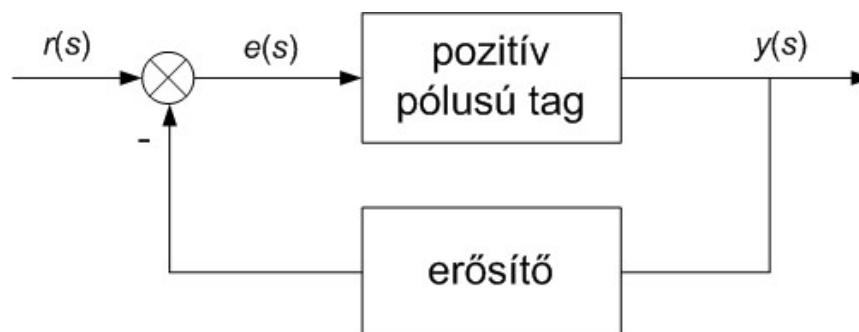 r(s)
e(s)
pozitív
pólusú tag
y(s)
-
erősítő